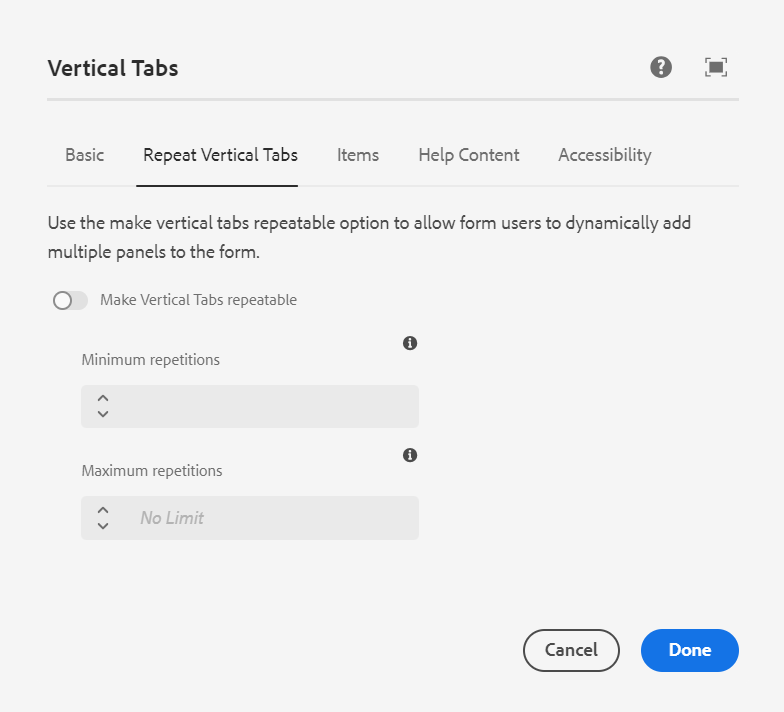 Vertical Tabs
Basic
Repeat Vertical Tabs
Items
Help Content
Accessibility
Use the make vertical tabs repeatable option to allow form users to dynamically add
multiple panels to the form.
Make Vertical Tabs repeatable
Minimum repetitions
Maximum repetitions
No Limit
Cancel
Done